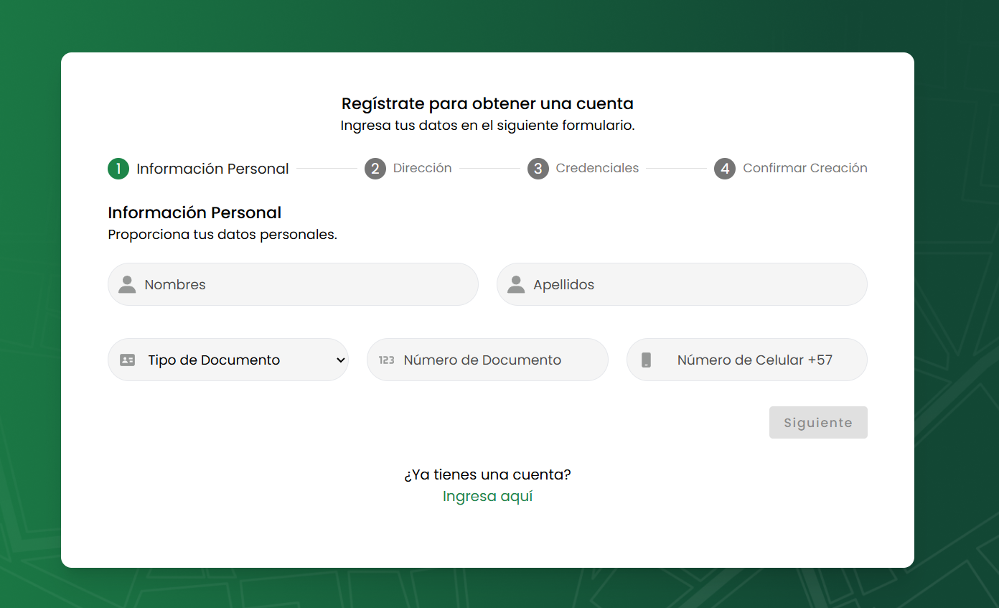 Regístrate para obtener una cuenta
Ingresa tus datos en el siguiente formulario.
1 Información Personal 2 Dirección 3 Credenciales 4 Confirmar Creación
Información Personal
Proporciona tus datos personales.
Nombres Apellidos
Tipo de Documento 123 Número de Documento Número de Celular +57
Siguiente
¿Ya tienes una cuenta?
Ingresa aquí